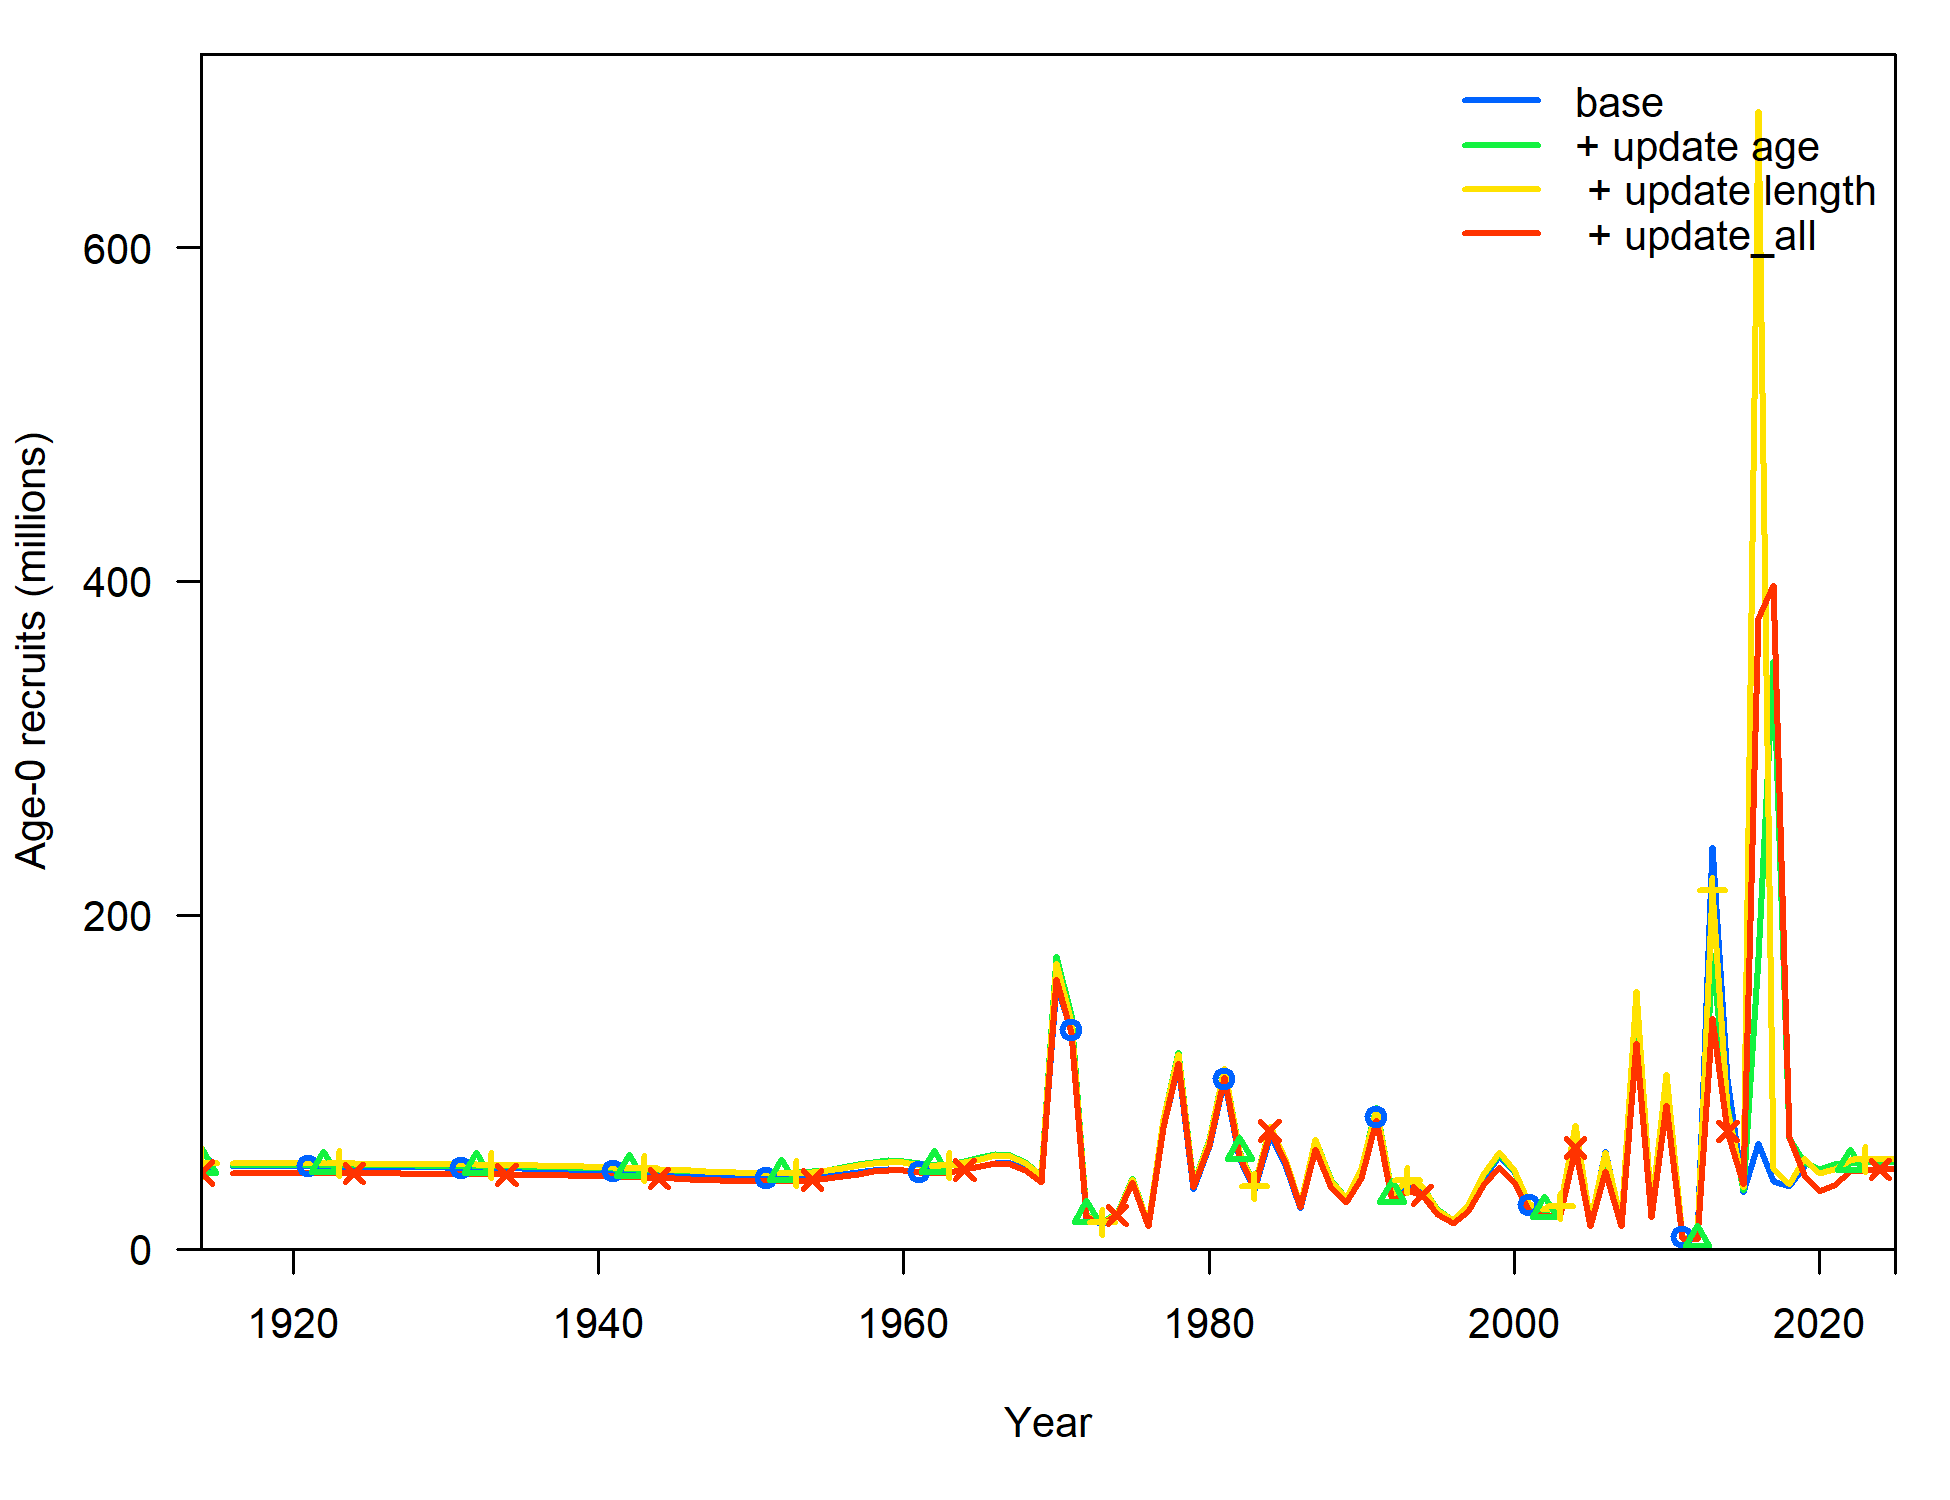 base
+ update age
+ update length
+ update_all
Age-0 recruits (millions)
600
400
200
0
1920 1940 1960 1980 2000 2020
Year